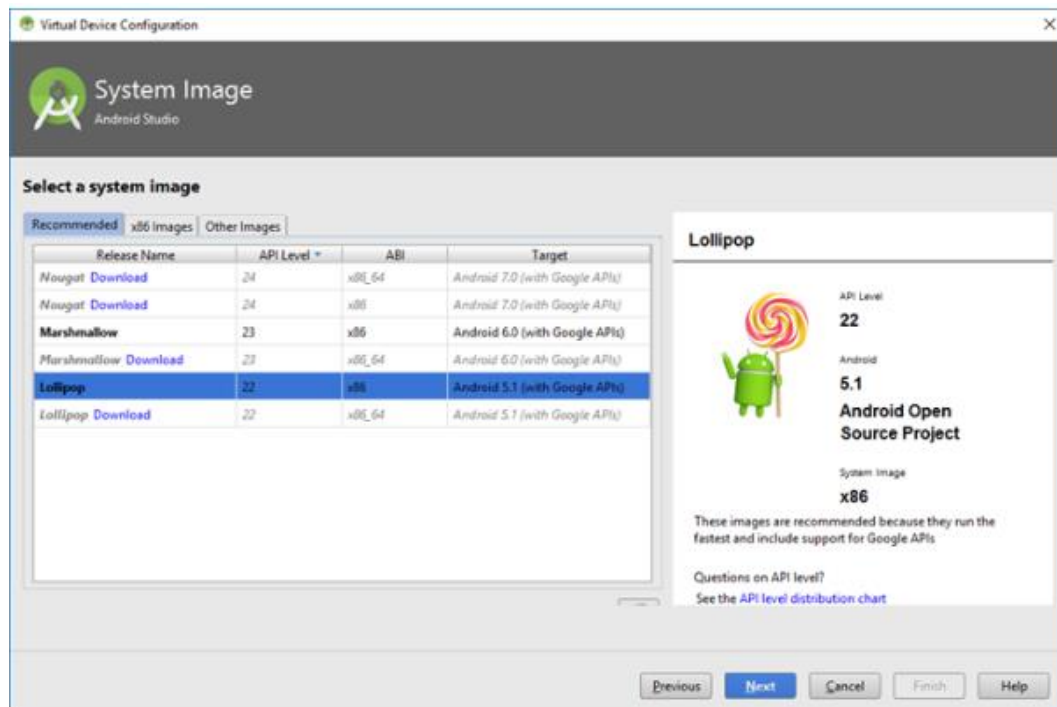 Virtual Device Configuration
System Image
Android Studio
Select a system image
Recommended x86 Images Other Images
Release Name API Level ABI Target
Nougat Download 24 x86_64 Android 7.0 (with Google APIs)
Nougat Download 24 x86 Android 7.0 (with Google APIs)
Marshmallow 23 x86 Android 6.0 (with Google APIs)
Marshmallow Download 23 x86_64 Android 6.0 (with Google APIs)
Lollipop 22 x86 Android 5.1 (with Google APIs)
Lollipop Download 22 x86_64 Android 5.1 (with Google APIs)
Lollipop
API Level
22
Android
5.1
Android Open
Source Project
System Image
x86
These images are recommended because they run the
fastest and include support for Google APIs
Questions on API level?
See the API level distribution chart
Previous Next Cancel Finish Help